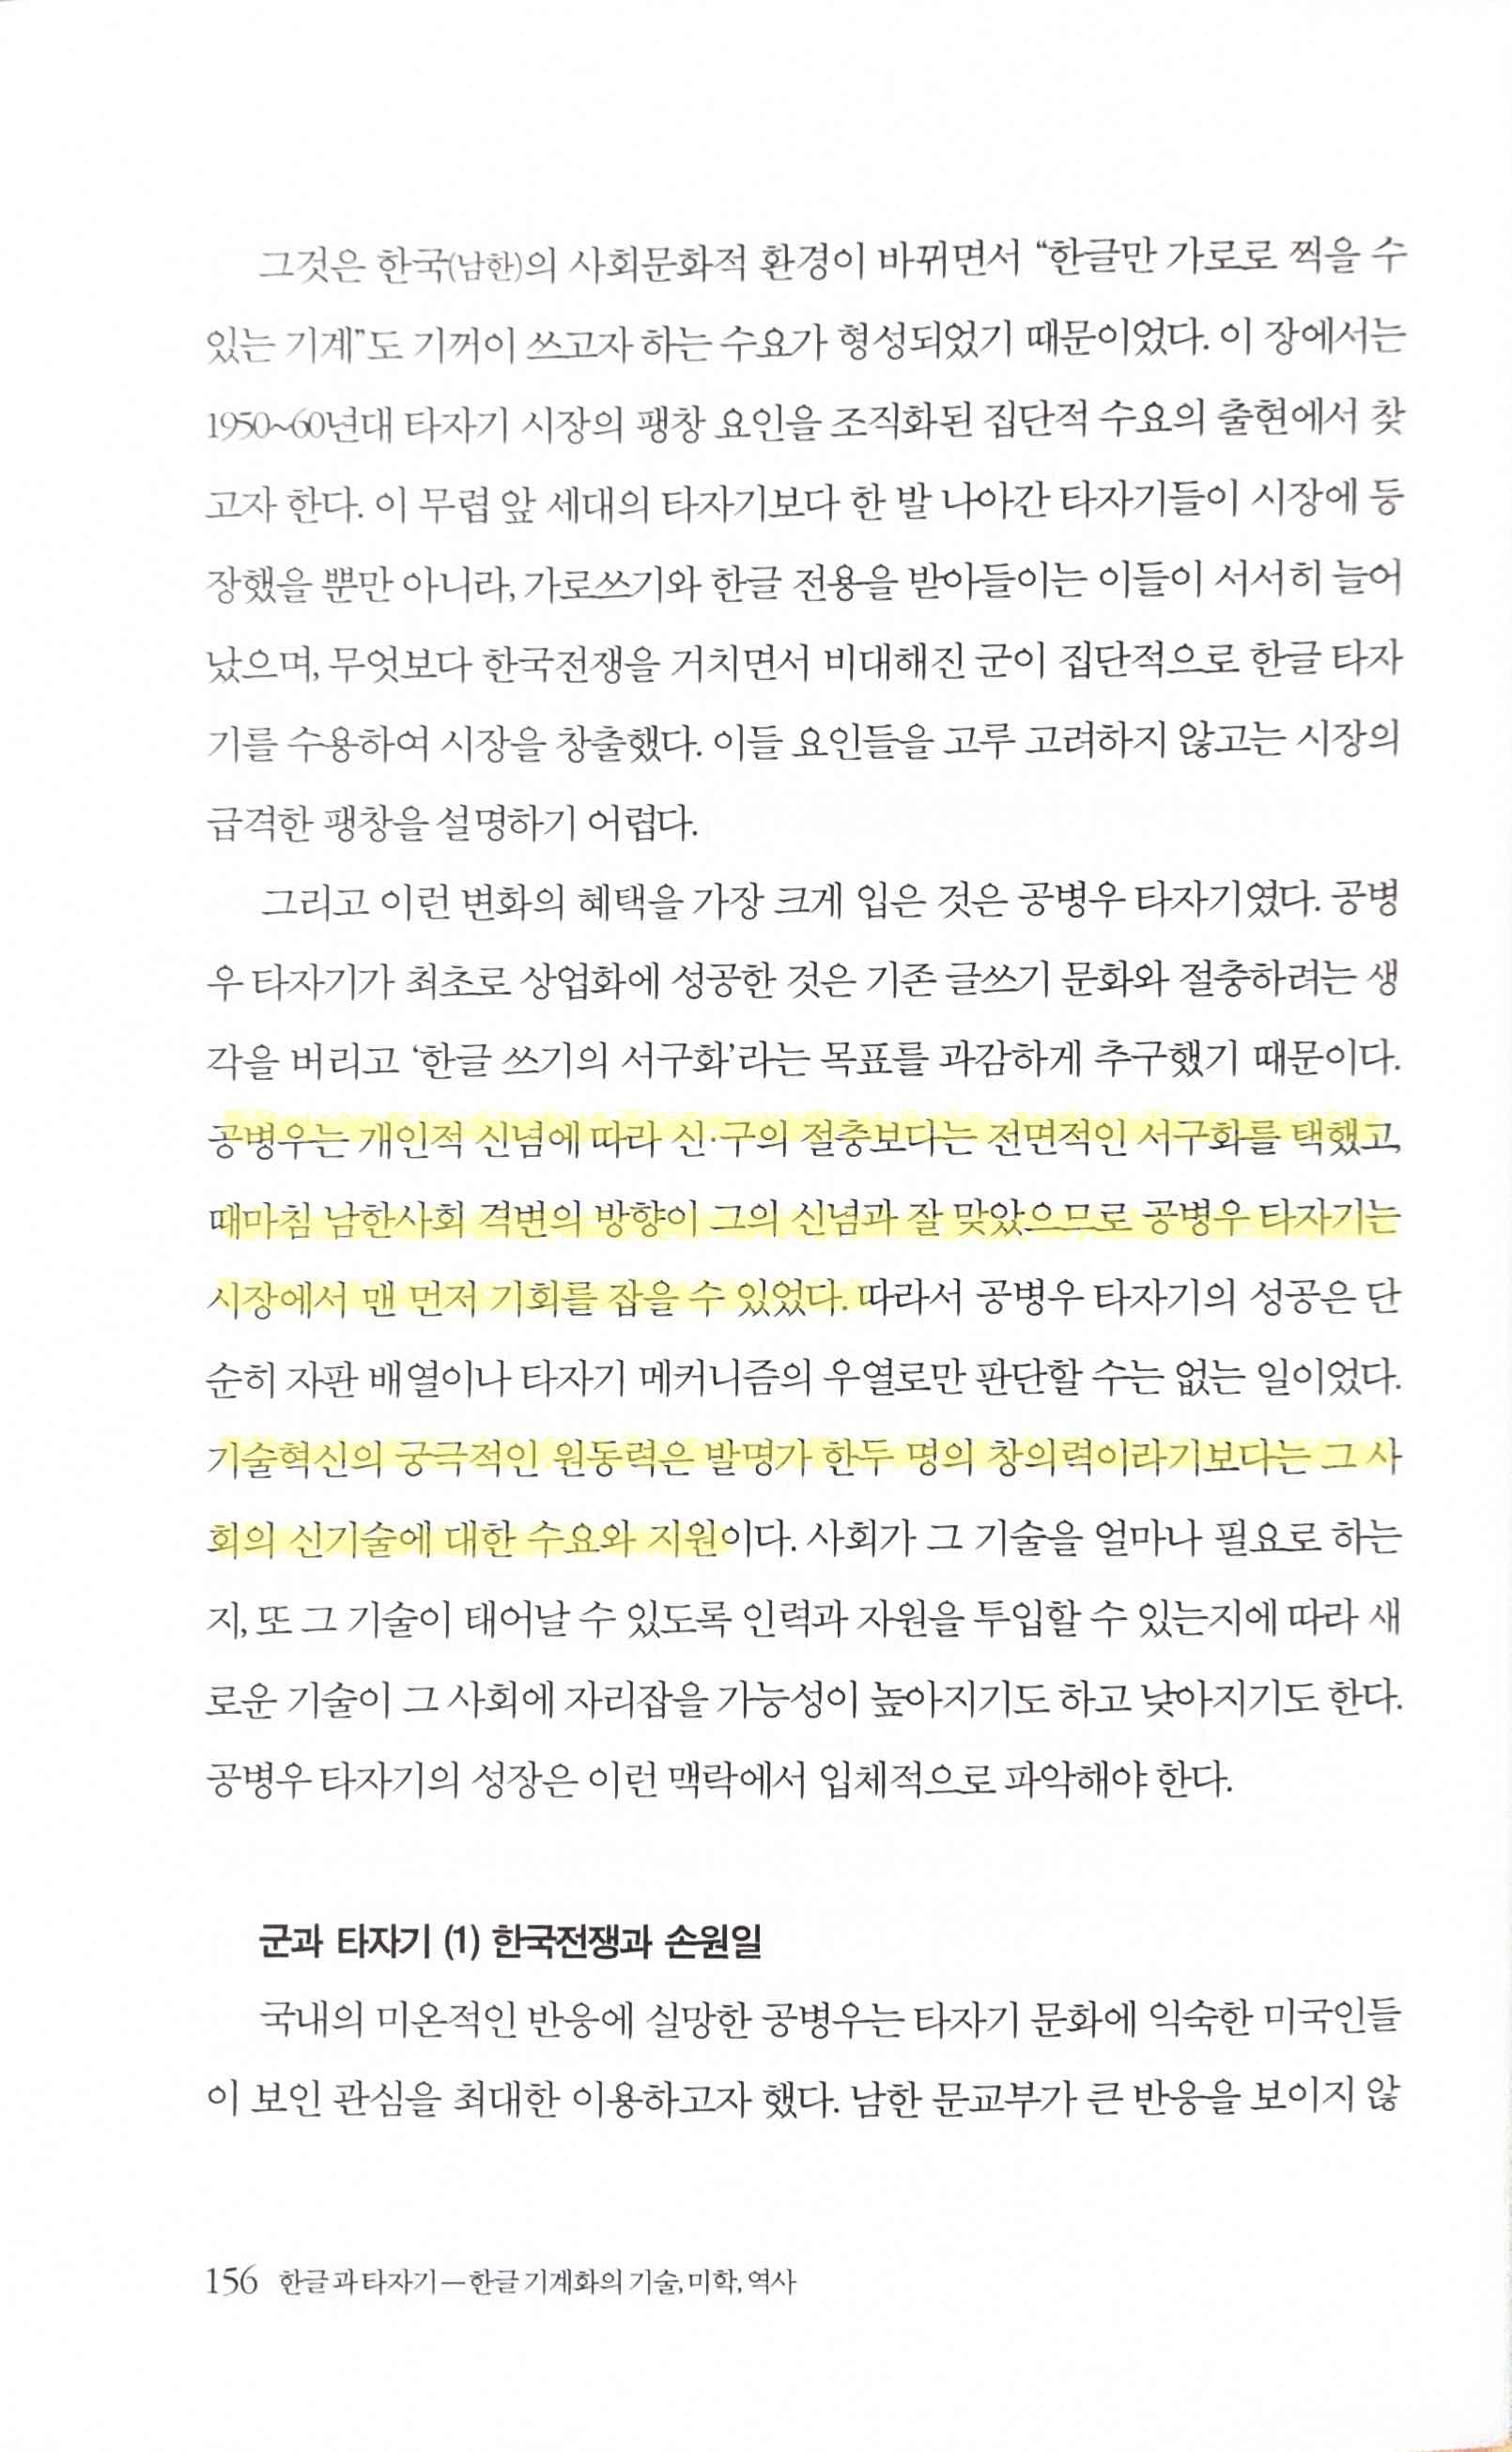 그것은 한국(남한)의 사회문화적 환경이 바뀌면서 “한글만 가로로 찍을 수
있는 기계”도 기꺼이 쓰고자 하는 수요가 형성되었기 때문이었다. 이 장에서는
1950~60년대 타자기 시장의 팽창 요인을 조직화된 집단적 수요의 출현에서 찾
고자 한다. 이 무렵 앞 세대의 타자기보다 한 발 나아간 타자기들이 시장에 등
장했을 뿐만 아니라, 가로쓰기와 한글 전용을 받아들이는 이들이 서서히 늘어
났으며, 무엇보다 한국전쟁을 거치면서 비대해진 군이 집단적으로 한글 타자
기를 수용하여 시장을 창출했다. 이들 요인들을 고루 고려하지 않고는 시장의
급격한 팽창을 설명하기 어렵다.
그리고 이런 변화의 혜택을 가장 크게 입은 것은 공병우 타자기였다. 공병
우 타자기가 최초로 상업화에 성공한 것은 기존 글쓰기 문화와 절충하려는 생
각을 버리고 ‘한글 쓰기의 서구화’라는 목표를 과감하게 추구했기 때문이다.
공병우는 개인적 신념에 따라 신·구의 절충보다는 전면적인 서구화를 택했고,
때마침 남한사회 격변의 방향이 그의 신념과 잘 맞았으므로 공병우 타자기는
시장에서 맨 먼저 기회를 잡을 수 있었다. 따라서 공병우 타자기의 성공은 단
순히 자판 배열이나 타자기 메커니즘의 우열로만 판단할 수는 없는 일이었다.
기술혁신의 궁극적인 원동력은 발명가 한두 명의 창의력이라기보다는 그 사
회의 신기술에 대한 수요와 지원이다. 사회가 그 기술을 얼마나 필요로 하는
지, 또 그 기술이 태어날 수 있도록 인력과 자원을 투입할 수 있는지에 따라 새
로운 기술이 그 사회에 자리잡을 가능성이 높아지기도 하고 낮아지기도 한다.
공병우 타자기의 성장은 이런 맥락에서 입체적으로 파악해야 한다.
군과 타자기 (1) 한국전쟁과 손원일
국내의 미온적인 반응에 실망한 공병우는 타자기 문화에 익숙한 미국인들
이 보인 관심을 최대한 이용하고자 했다. 남한 문교부가 큰 반응을 보이지 않
156 한글과 타자기—한글 기계화의 기술, 미학, 역사